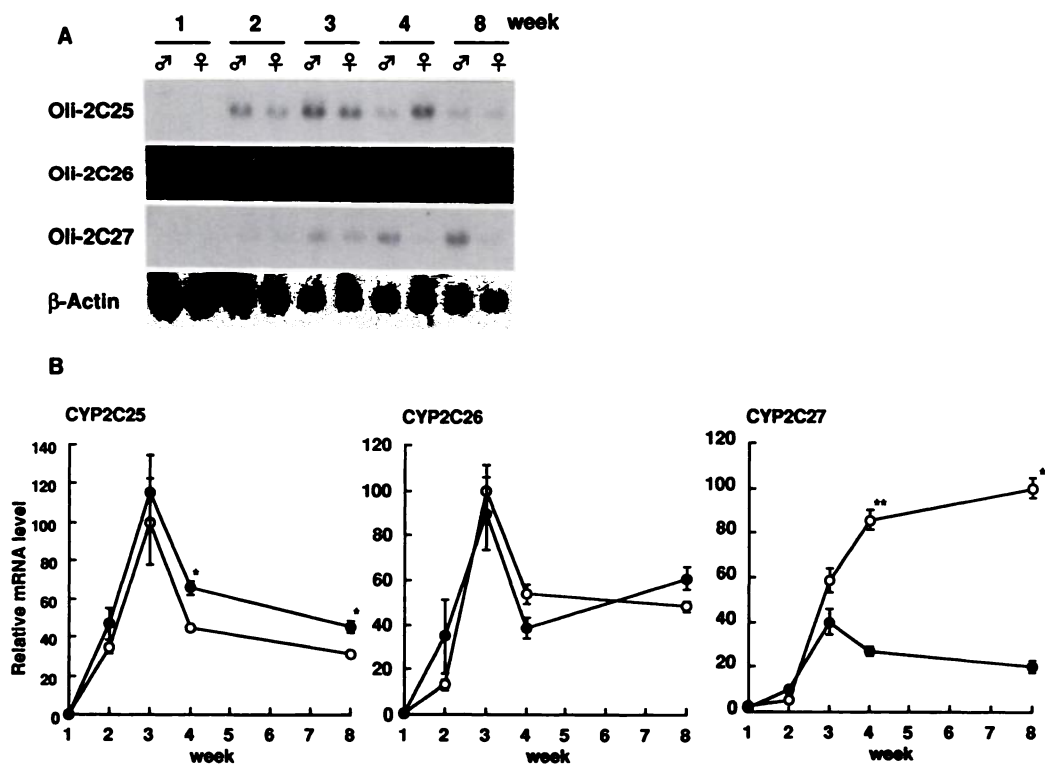 A
1 2 3 4 8 week
♂ ♀ ♂ ♀ ♂ ♀ ♂ ♀ ♂ ♀
Oli-2C25
Oli-2C26
Oli-2C27
β-Actin
B
CYP2C25
Relative mRNA level
140
120
100
80
60
40
20
0
*
*
1 2 3 4 5 6 7 8
week
CYP2C26
120
100
80
60
40
20
0
1 2 3 4 5 6 7 8
week
CYP2C27
120
100
80
60
40
20
0
**
*
1 2 3 4 5 6 7 8
week